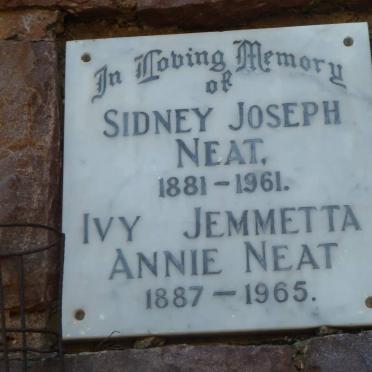 In Loving Memory
of
SIDNEY JOSEPH
NEAT,
1881-1961.
IVY JEMMETTA
ANNIE NEAT
1887-1965.